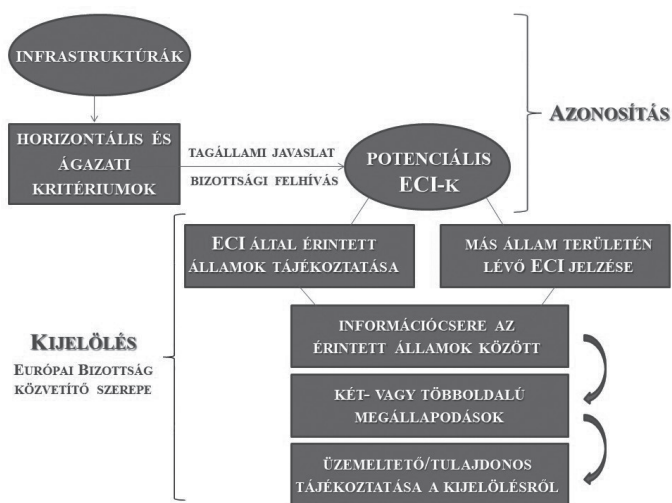 INFRASTRUKTÚRÁK
AZONOSÍTÁS
HORIZONTÁLIS ÉS
ÁGAZATI
KRITÉRIUMOK
TAGÁLLAMI JAVASLAT
BIZOTTSÁGI FELHÍVÁS
POTENCIÁLIS
ECI-K
ECI ÁLTAL ÉRINTETT
ÁLLAMOK TÁJÉKOZTATÁSA
MÁS ÁLLAM TERÜLETÉN
LÉVŐ ECI JELZÉSE
KIJELÖLÉS
EURÓPAI BIZOTTSÁG
KÖZVETÍTŐ SZEREPE
INFORMÁCIÓCSERE AZ
ÉRINTETT ÁLLAMOK KÖZÖTT
KÉT- VAGY TÖBBOLDALÚ
MEGÁLLAPODÁSOK
ÜZEMELTETŐ/TULAJDONOS
TÁJÉKOZTATÁSA A KIJELÖLÉSRŐL